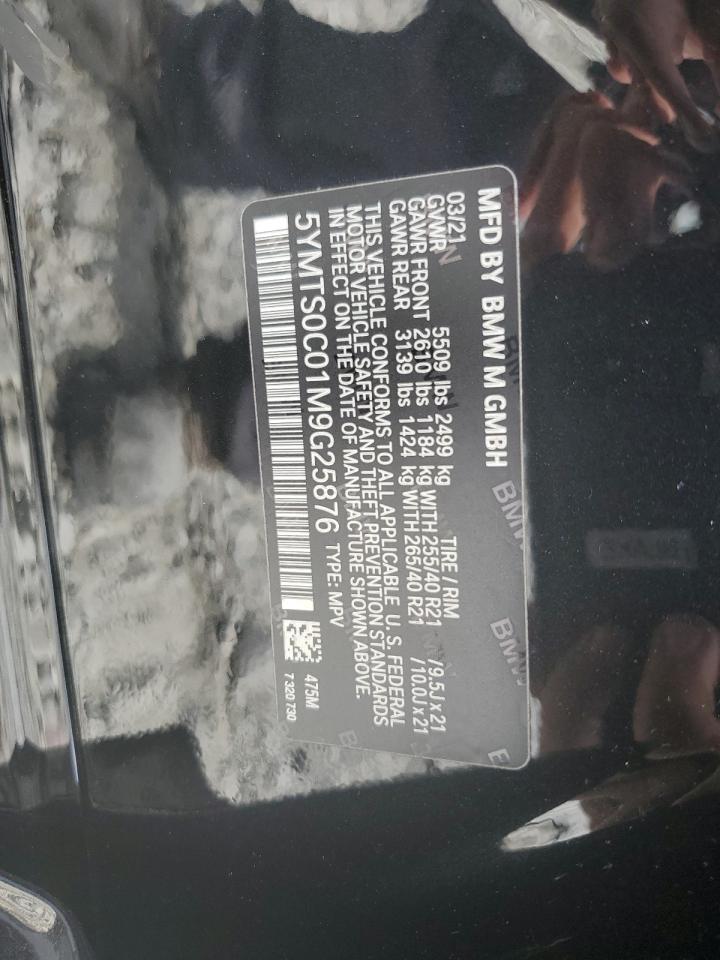 MFD BY BMW M GMBH
03/21 TIRE / RIM
GVWR 5509 lbs 2499 kg
GAWR FRONT 2610 lbs 1184 kg WITH 255/40 R21 /9.5J x 21
GAWR REAR 3139 lbs 1424 kg WITH 265/40 R21 /10.0J x 21
THIS VEHICLE CONFORMS TO ALL APPLICABLE U. S. FEDERAL
MOTOR VEHICLE SAFETY AND THEFT PREVENTION STANDARDS
IN EFFECT ON THE DATE OF MANUFACTURE SHOWN ABOVE.
5YMTS0C01M9G25876 TYPE: MPV
475M
7 320 730